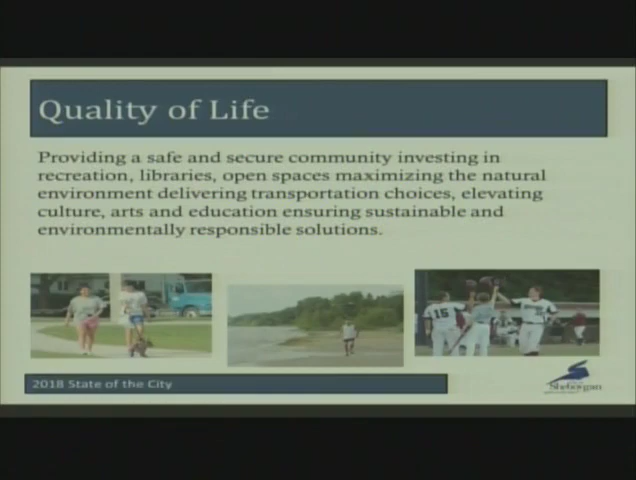 Quality of Life
Providing a safe and secure community investing in
recreation, libraries, open spaces maximizing the natural
environment delivering transportation choices, elevating
culture, arts and education ensuring sustainable and
environmentally responsible solutions.
15
2018 State of the City
Sheboygan